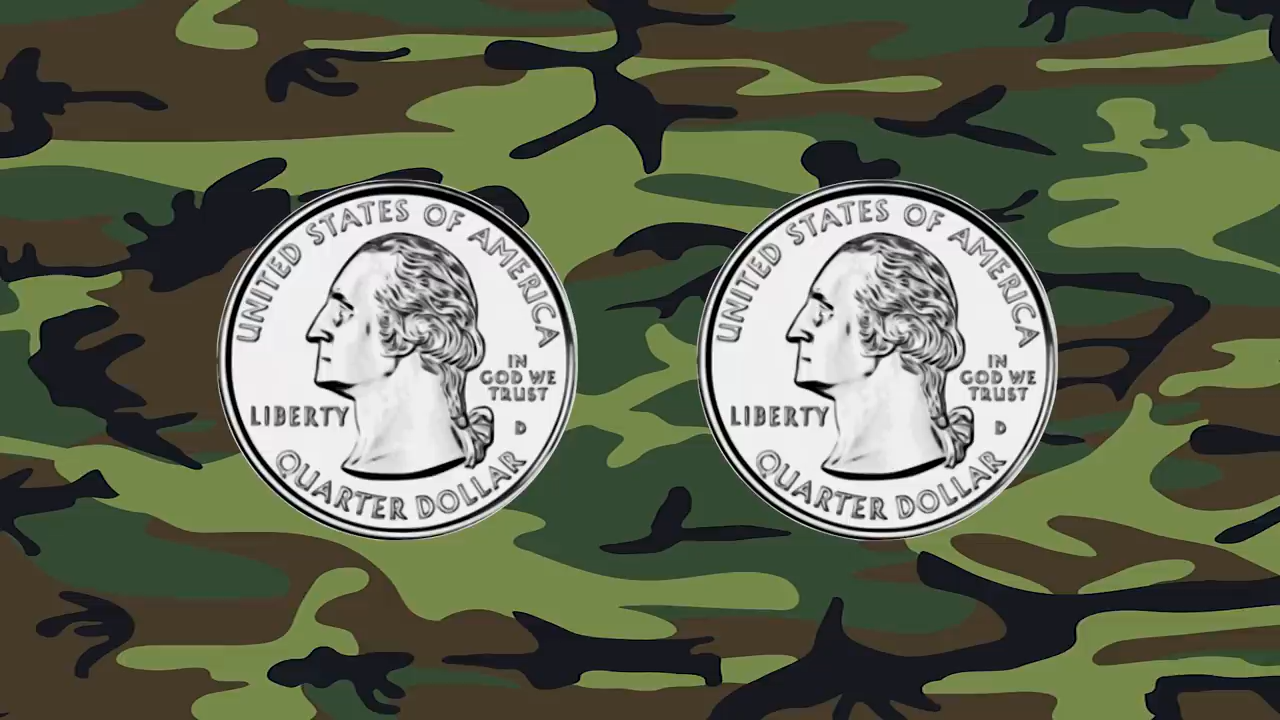 UNITED STATES OF AMERICA
IN
GOD WE
TRUST
LIBERTY
D
QUARTER DOLLAR
UNITED STATES OF AMERICA
IN
GOD WE
TRUST
LIBERTY
D
QUARTER DOLLAR